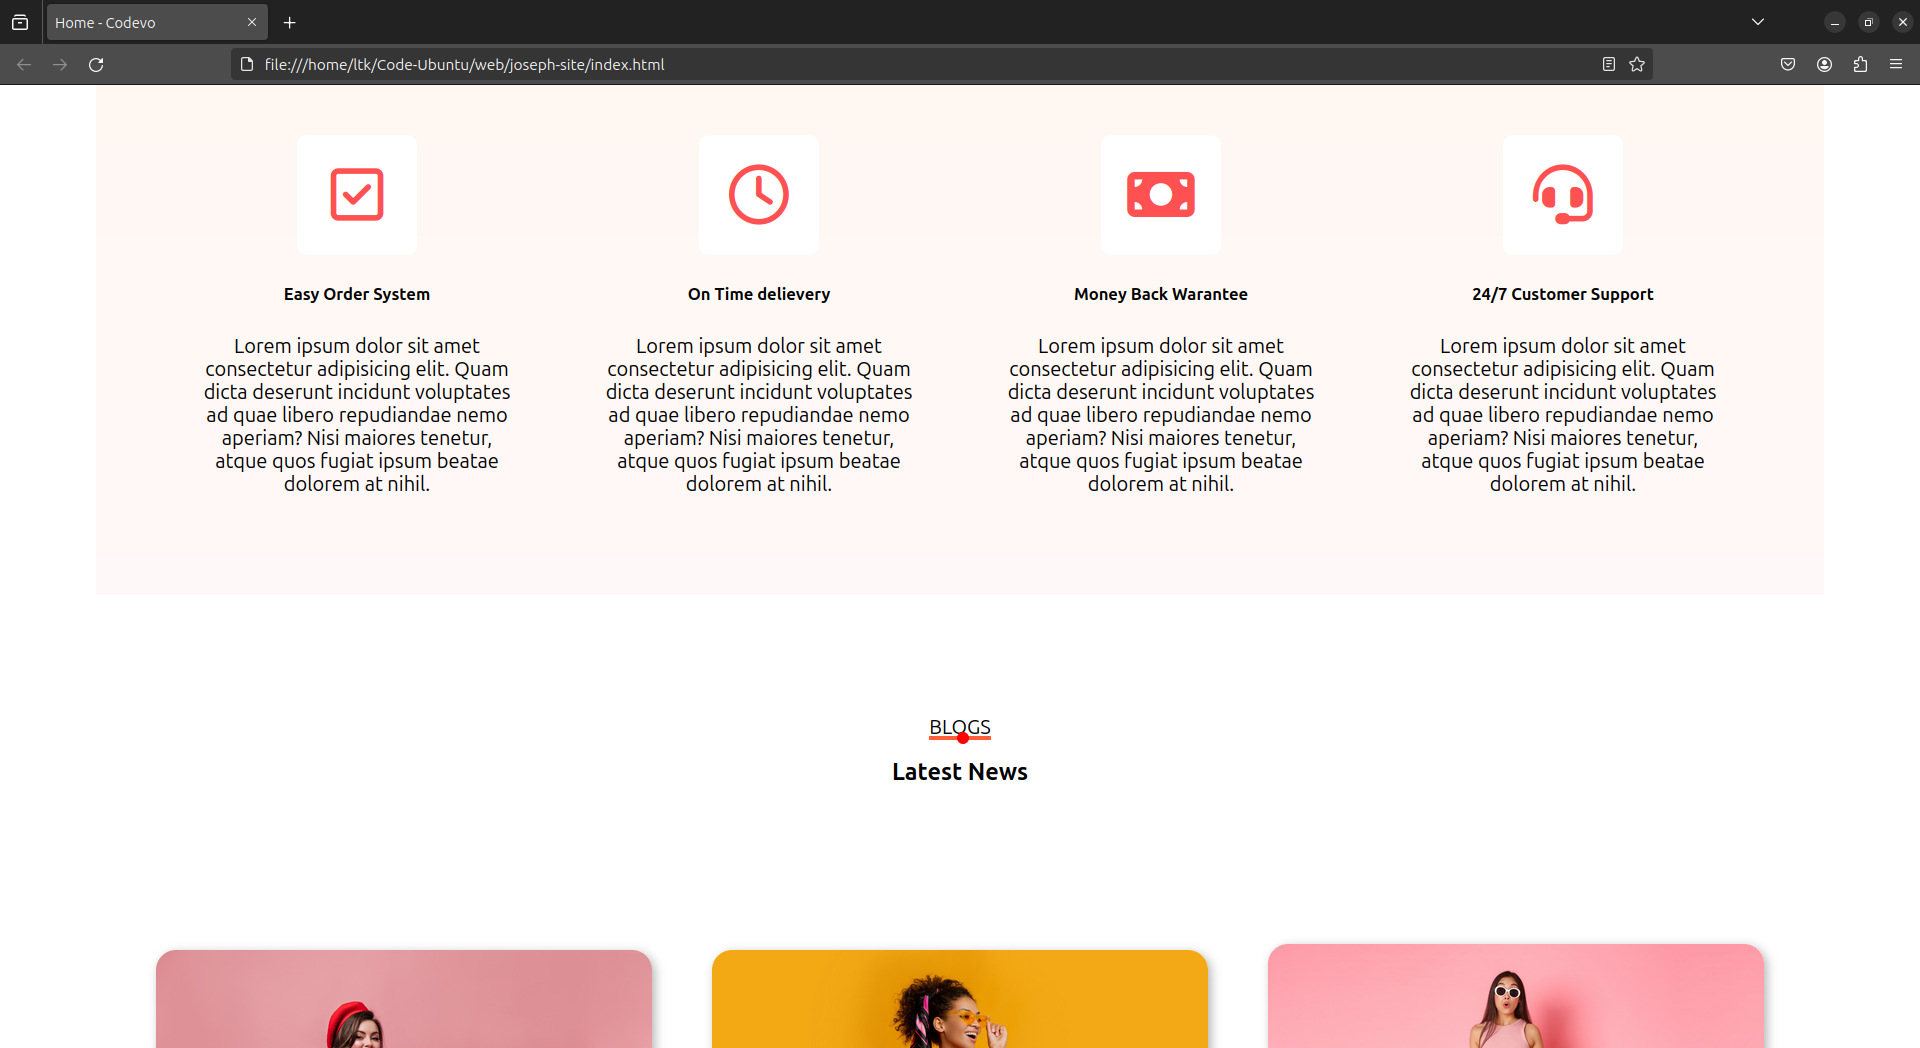 Home - Codevo
file:///home/ltk/Code-Ubuntu/web/joseph-site/index.html
Easy Order System
Lorem ipsum dolor sit amet
consectetur adipisicing elit. Quam
dicta deserunt incidunt voluptates
ad quae libero repudiandae nemo
aperiam? Nisi maiores tenetur,
atque quos fugiat ipsum beatae
dolorem at nihil.
On Time delievery
Lorem ipsum dolor sit amet
consectetur adipisicing elit. Quam
dicta deserunt incidunt voluptates
ad quae libero repudiandae nemo
aperiam? Nisi maiores tenetur,
atque quos fugiat ipsum beatae
dolorem at nihil.
Money Back Warantee
Lorem ipsum dolor sit amet
consectetur adipisicing elit. Quam
dicta deserunt incidunt voluptates
ad quae libero repudiandae nemo
aperiam? Nisi maiores tenetur,
atque quos fugiat ipsum beatae
dolorem at nihil.
24/7 Customer Support
Lorem ipsum dolor sit amet
consectetur adipisicing elit. Quam
dicta deserunt incidunt voluptates
ad quae libero repudiandae nemo
aperiam? Nisi maiores tenetur,
atque quos fugiat ipsum beatae
dolorem at nihil.
BLOGS
Latest News